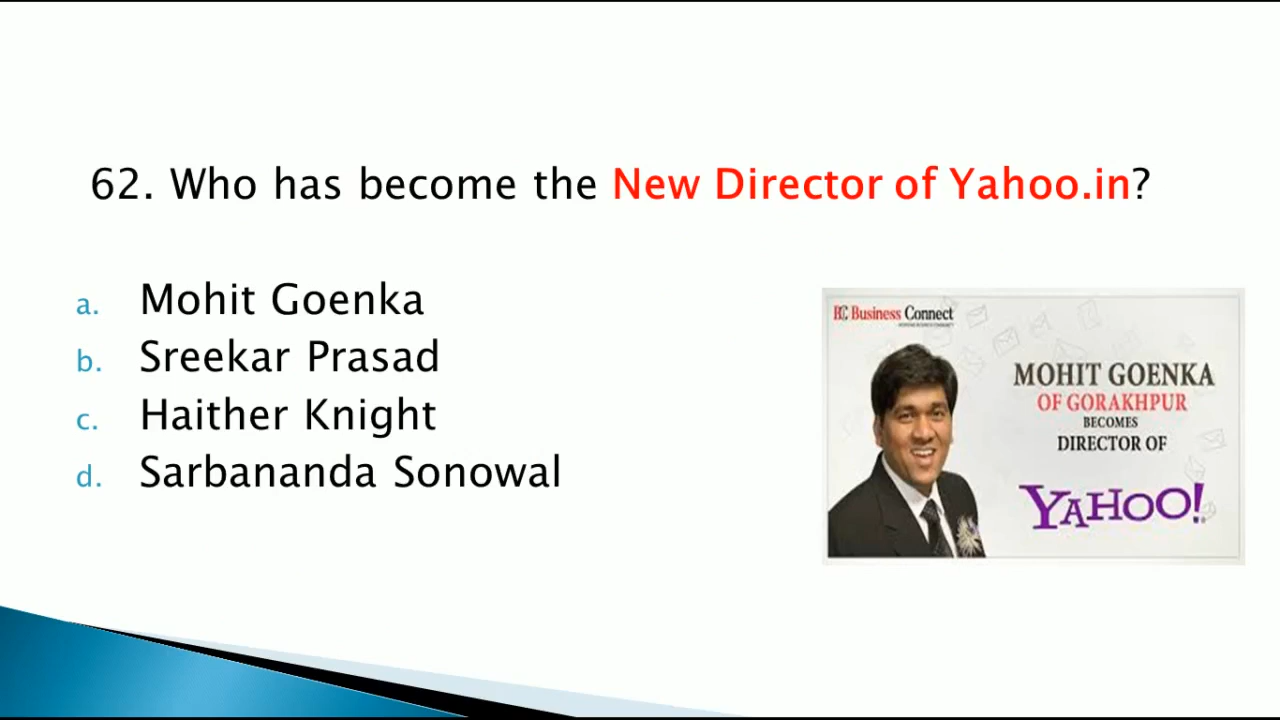 62. Who has become the New Director of Yahoo.in?
a. Mohit Goenka
b. Sreekar Prasad
c. Haither Knight
d. Sarbananda Sonowal
BC Business Connect
MOHIT GOENKA
OF GORAKHPUR
BECOMES
DIRECTOR OF
YAHOO!